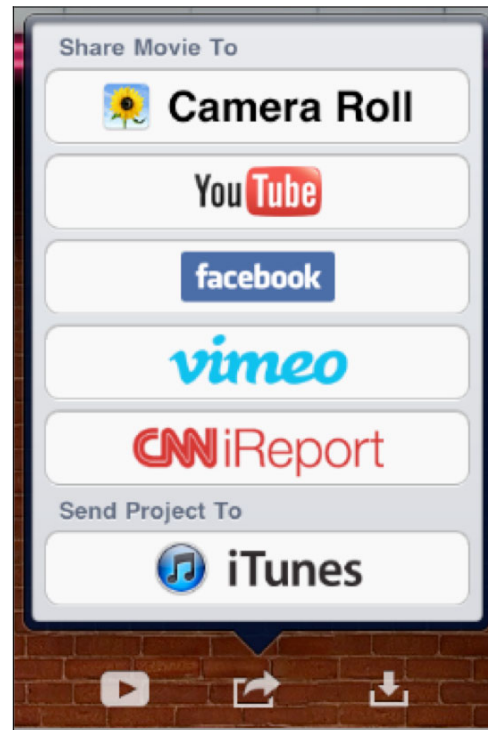 Share Movie To
Camera Roll
YouTube
facebook
vimeo
CNN iReport
Send Project To
iTunes